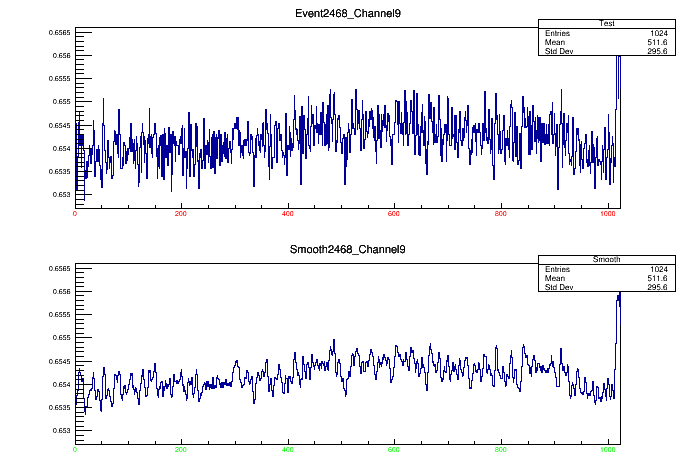 Event2468_Channel9
Test
Entries 1024
Mean 511.6
Std Dev 295.6
0.6565
0.656
0.6555
0.655
0.6545
0.654
0.6535
0.653
0 200 400 600 800 1000
Smooth2468_Channel9
Smooth
Entries 1024
Mean 511.6
Std Dev 295.6
0.6565
0.656
0.6555
0.655
0.6545
0.654
0.6535
0.653
0 200 400 600 800 1000